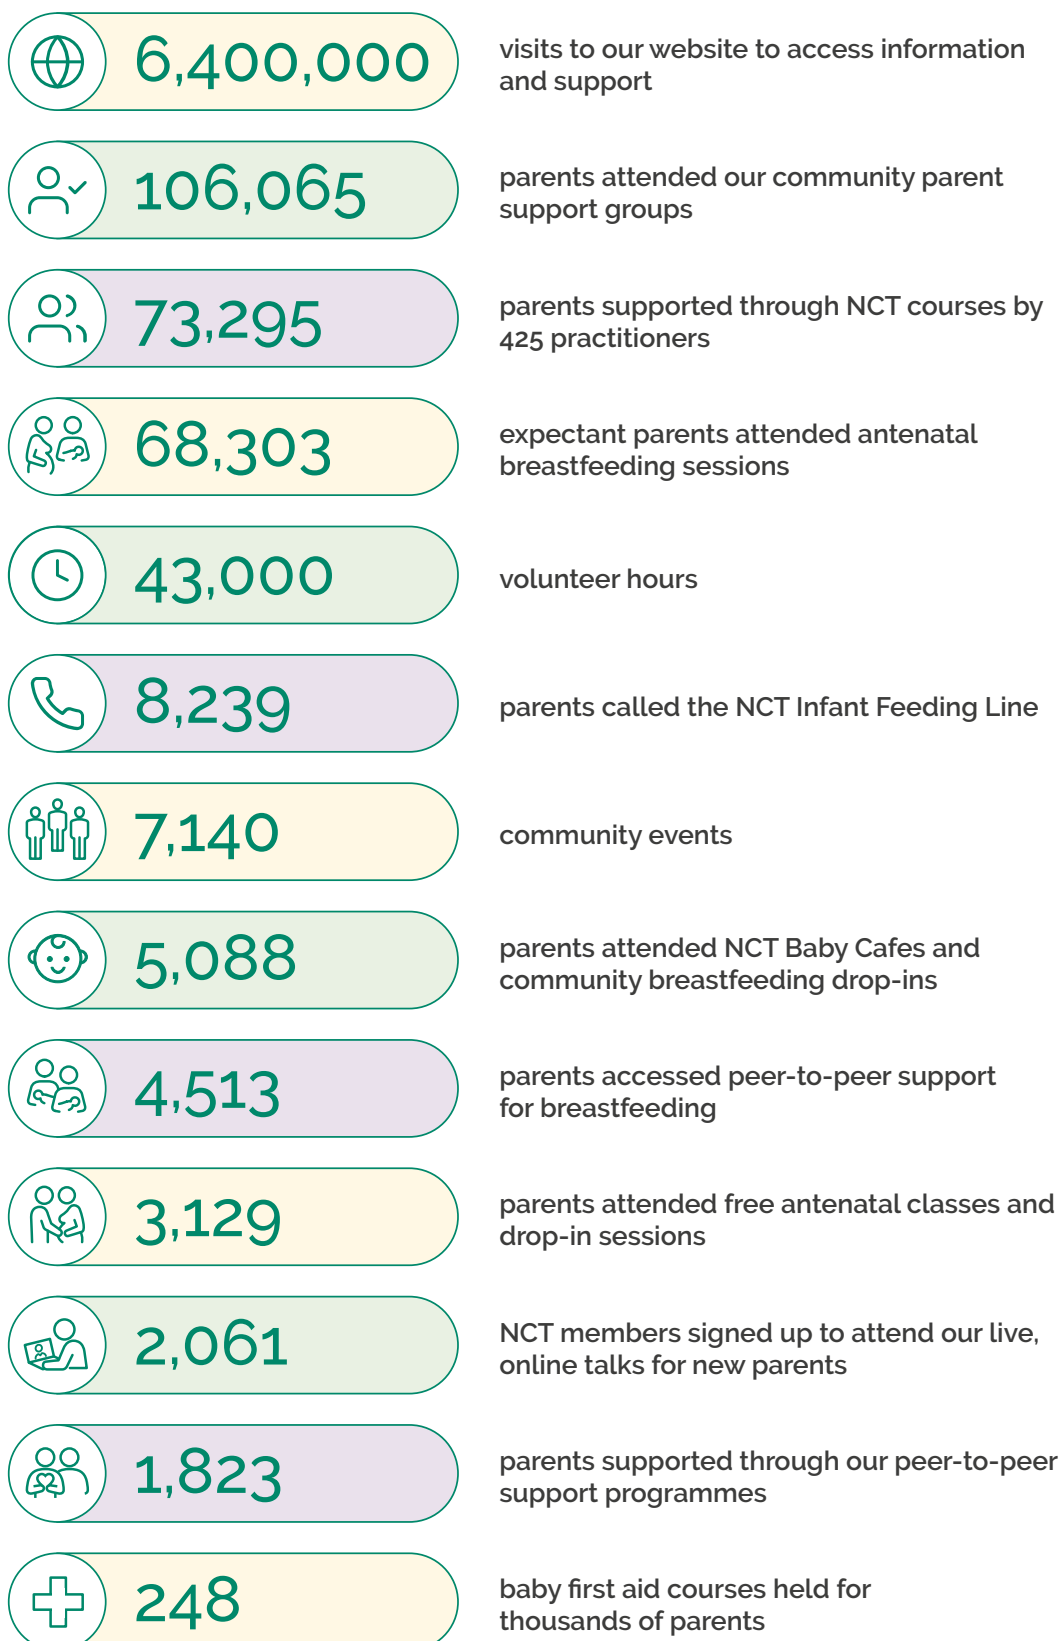 6,400,000
visits to our website to access information
and support
106,065
parents attended our community parent
support groups
73,295
parents supported through NCT courses by
425 practitioners
68,303
expectant parents attended antenatal
breastfeeding sessions
43,000
volunteer hours
8,239
parents called the NCT Infant Feeding Line
7,140
community events
5,088
parents attended NCT Baby Cafes and
community breastfeeding drop-ins
4,513
parents accessed peer-to-peer support
for breastfeeding
3,129
parents attended free antenatal classes and
drop-in sessions
2,061
NCT members signed up to attend our live,
online talks for new parents
1,823
parents supported through our peer-to-peer
support programmes
248
baby first aid courses held for
thousands of parents